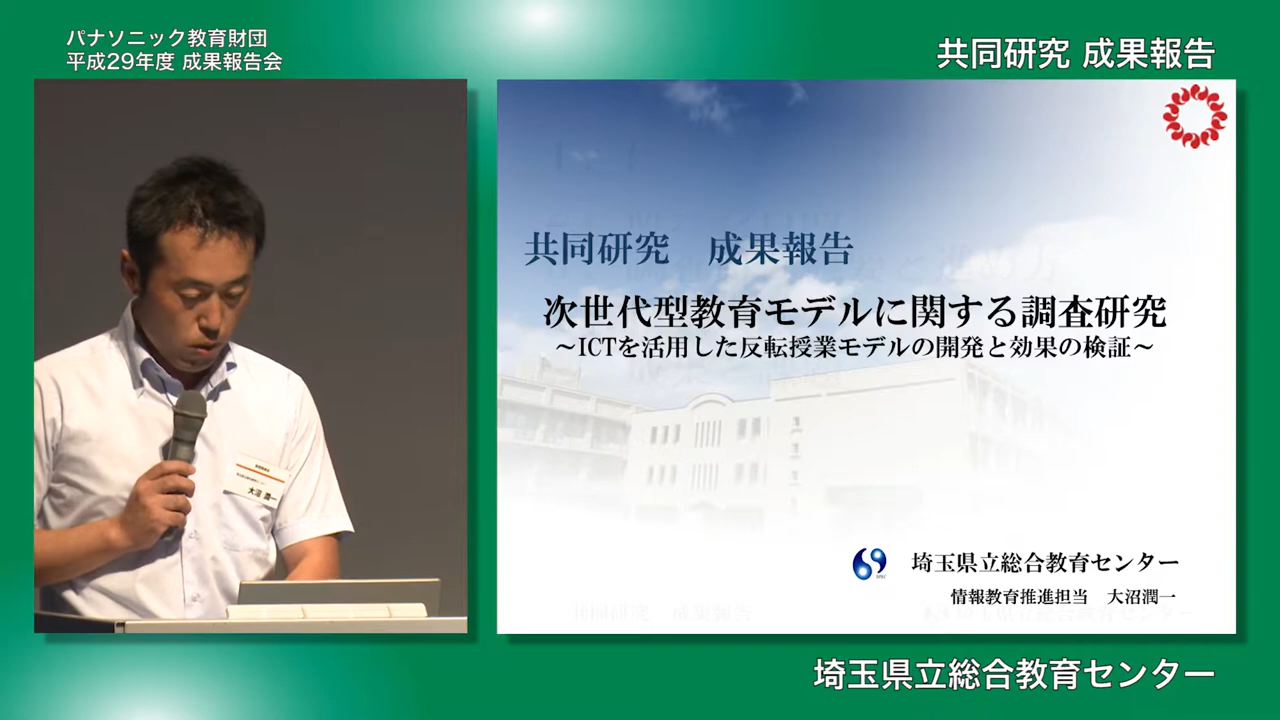 パナソニック教育財団
平成29年度 成果報告会
共同研究 成果報告
共同研究　成果報告
次世代型教育モデルに関する調査研究
～ICTを活用した反転授業モデルの開発と効果の検証～
埼玉県立総合教育センター
情報教育推進担当　大沼潤一
大沼 潤一
埼玉県立総合教育センター